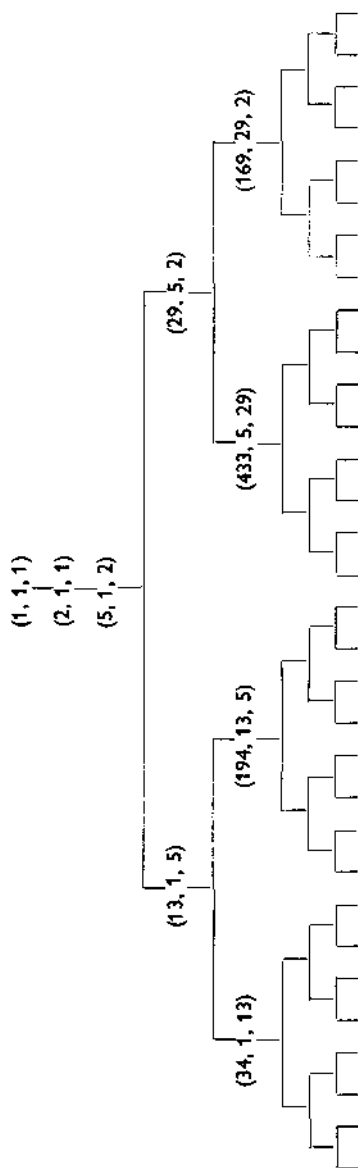 (1, 1, 1)
(2, 1, 1)
(5, 1, 2)
(13, 1, 5)
(29, 5, 2)
(34, 1, 13)
(194, 13, 5)
(433, 5, 29)
(169, 29, 2)